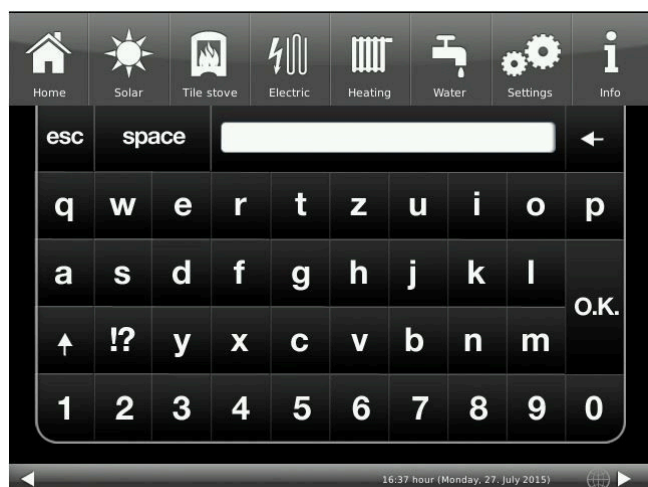 Home Solar Tile stove Electric Heating Water Settings Info
esc space
q w e r t z u i o p
a s d f g h j k l
O.K.
!? y x c v b n m
1 2 3 4 5 6 7 8 9 0
16:37 hour (Monday, 27. July 2015)